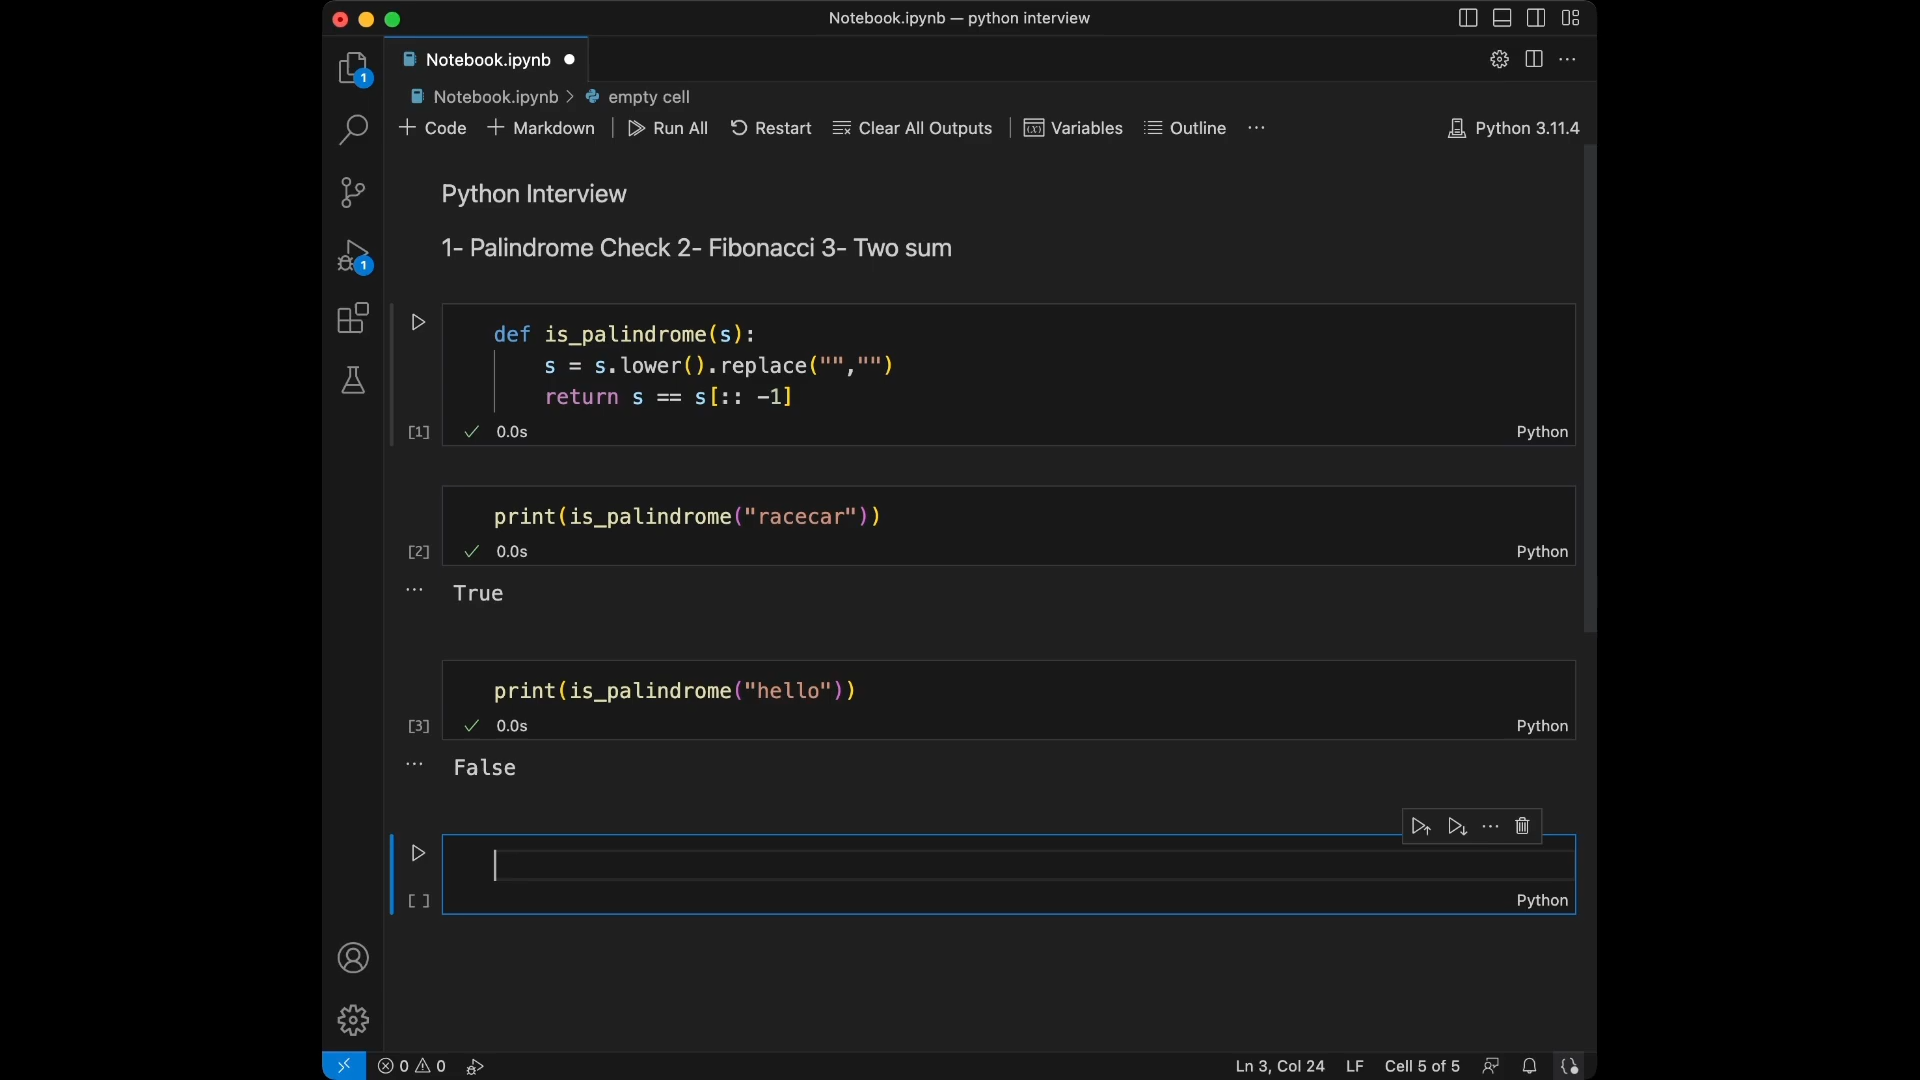 Notebook.ipynb — python interview
1
Notebook.ipynb
Notebook.ipynb > empty cell
+ Code + Markdown Run All Restart Clear All Outputs Variables Outline ... Python 3.11.4
Python Interview
1- Palindrome Check 2- Fibonacci 3- Two sum
1
def is_palindrome(s):
s = s.lower().replace("","")
return s == s[:: -1]
[1] ✓ 0.0s Python
print(is_palindrome("racecar"))
[2] ✓ 0.0s Python
... True
print(is_palindrome("hello"))
[3] ✓ 0.0s Python
... False
[ ] Python
0 0 Ln 3, Col 24 LF Cell 5 of 5